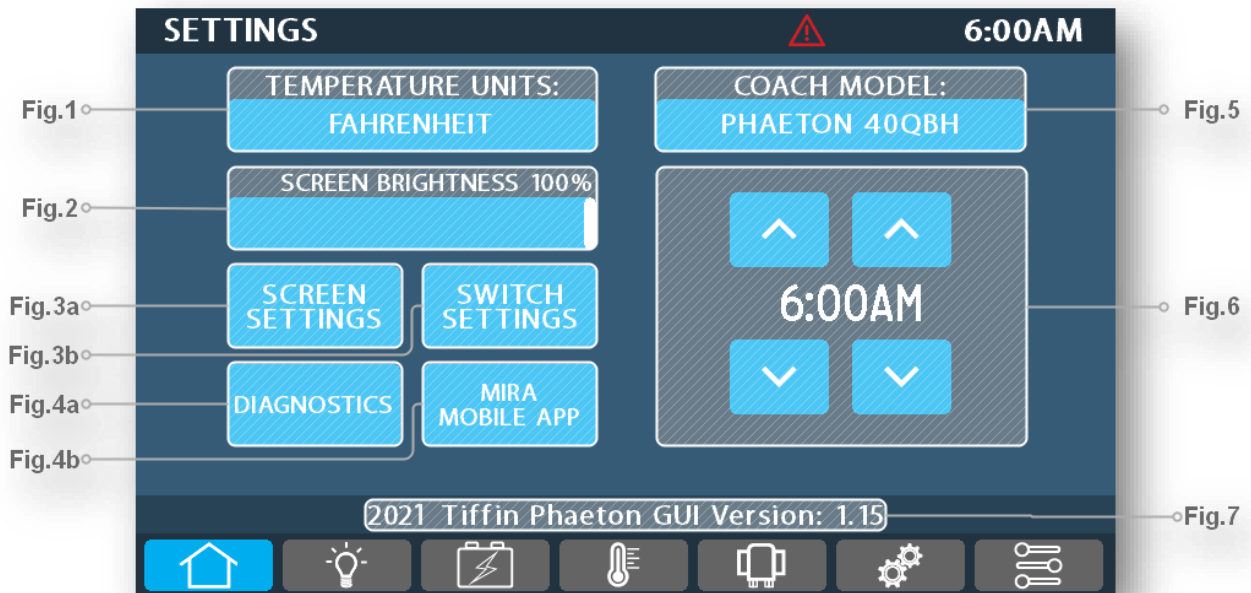 SETTINGS
6:00AM
TEMPERATURE UNITS:
FAHRENHEIT
COACH MODEL:
PHAETON 40QBH
Fig.1
Fig.5
SCREEN BRIGHTNESS 100%
Fig.2
SCREEN
SETTINGS
SWITCH
SETTINGS
6:00AM
Fig.3a
Fig.6
Fig.3b
DIAGNOSTICS
MIRA
MOBILE APP
Fig.4a
Fig.4b
2021 Tiffin Phaeton GUI Version: 1.15
Fig.7